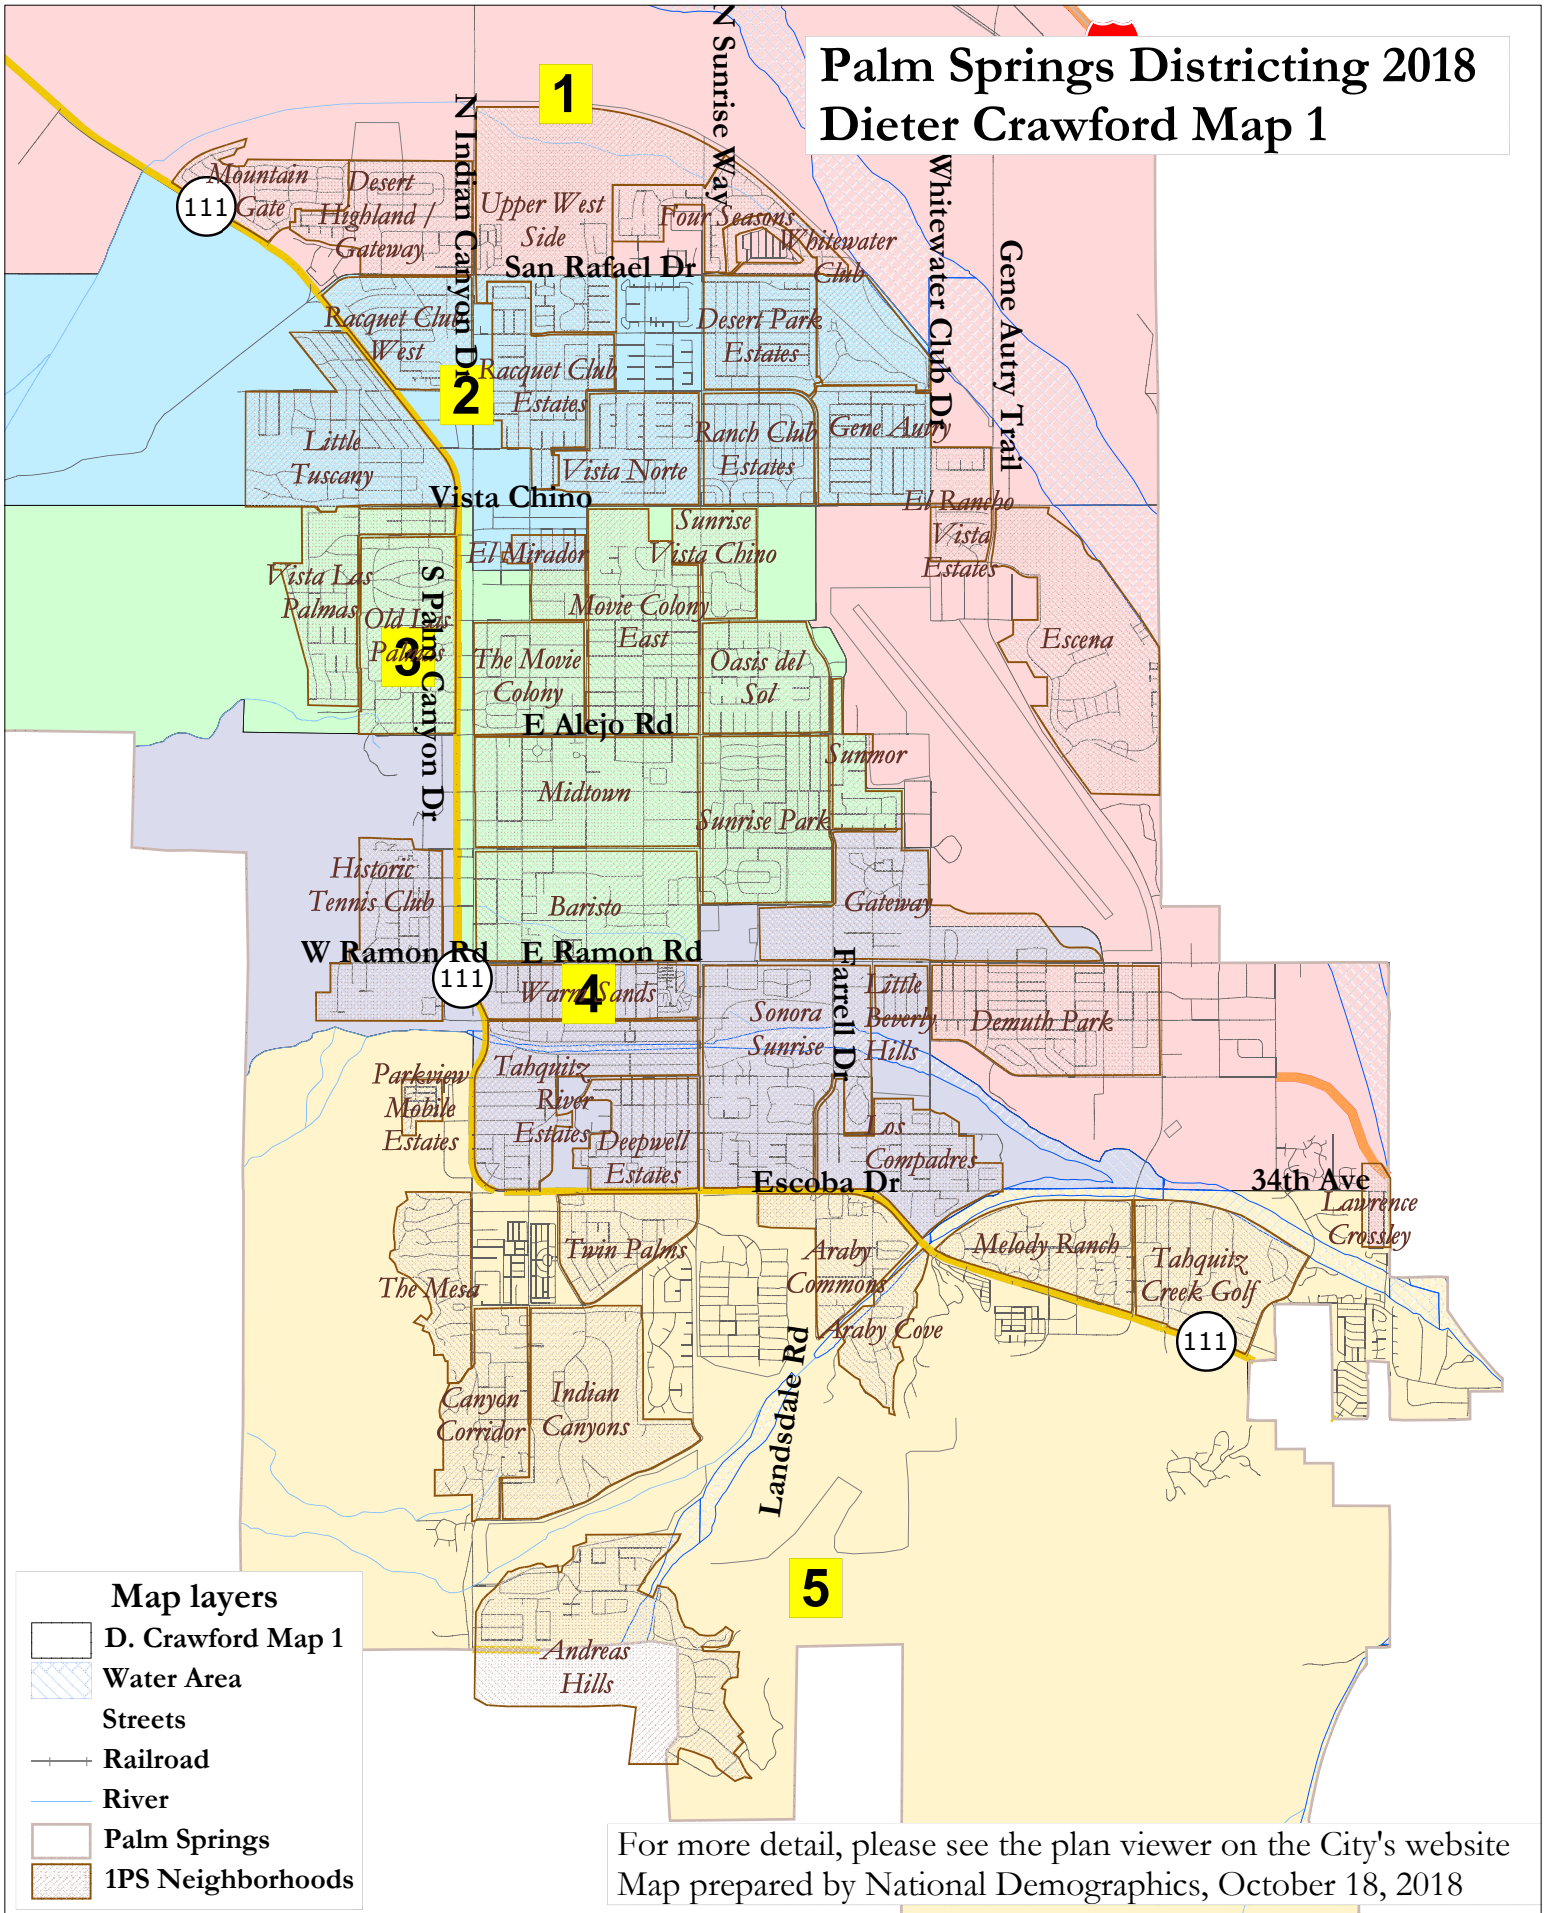 Palm Springs Districting 2018
Dieter Crawford Map 1
1
N Sunrise Way
N Indian Canyon Dr
Whitewater Club Dr
Gene Autry Trail
Mountain
Gate
111
Desert
Highland /
Gateway
Upper West
Side
Four Seasons
Whitewater
Club
San Rafael Dr
Racquet Club
West
2
Racquet Club
Estates
Desert Park
Estates
Little
Tuscany
Vista Norte
Ranch Club
Estates
Gene Autry
Vista Chino
El Rancho
Vista
Estates
El Mirador
Sunrise
Vista Chino
Vista Las
Palmas
Old Las
Palmas
3
S Palm Canyon Dr
Movie Colony
East
The Movie
Colony
Oasis del
Sol
Escena
E Alejo Rd
Sunmor
Midtown
Sunrise Park
Historic
Tennis Club
Baristo
Gateway
W Ramon Rd
E Ramon Rd
111
4
Warm Sands
Sonora
Sunrise
Farrell Dr
Little
Beverly
Hills
Demuth Park
Parkview
Mobile
Estates
Tahquitz
River
Estates
Deepwell
Estates
Los
Compadres
Escoba Dr
34th Ave
Lawrence
Crossley
Twin Palms
Araby
Commons
Melody Ranch
Tahquitz
Creek Golf
The Mesa
Araby Cove
111
Landsdale Rd
Canyon
Corridor
Indian
Canyons
5
Andreas
Hills
Map layers
D. Crawford Map 1
Water Area
Streets
Railroad
River
Palm Springs
1PS Neighborhoods
For more detail, please see the plan viewer on the City's website
Map prepared by National Demographics, October 18, 2018